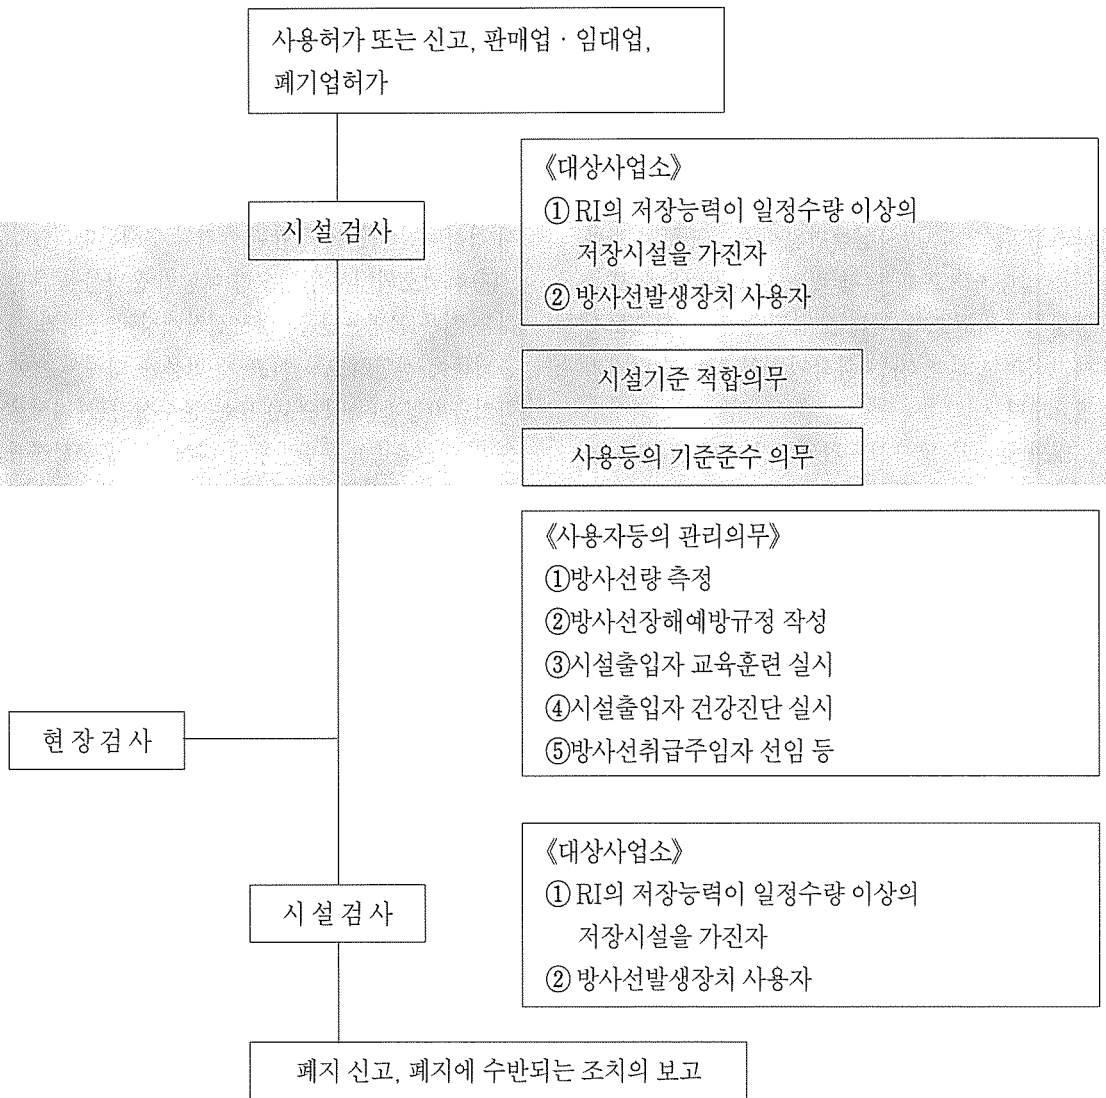 사용허가 또는 신고, 판매업 · 임대업,
폐기업허가
시설검사
《대상사업소》
① RI의 저장능력이 일정수량 이상의
저장시설을 가진자
② 방사선발생장치 사용자
시설기준 적합의무
사용등의 기준준수 의무
《사용자등의 관리의무》
①방사선량 측정
②방사선장해예방규정 작성
③시설출입자 교육훈련 실시
④시설출입자 건강진단 실시
⑤방사선취급주임자 선임 등
현장검사
《대상사업소》
① RI의 저장능력이 일정수량 이상의
저장시설을 가진자
② 방사선발생장치 사용자
시설검사
폐지 신고, 폐지에 수반되는 조치의 보고